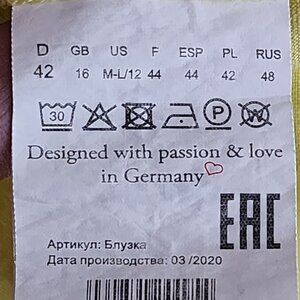 D GB US F ESP PL RUS
42 16 M-L/12 44 44 42 48
30 P W
Designed with passion & love
in Germany
EAC
Артикул: Блузка
Дата производства: 03/2020